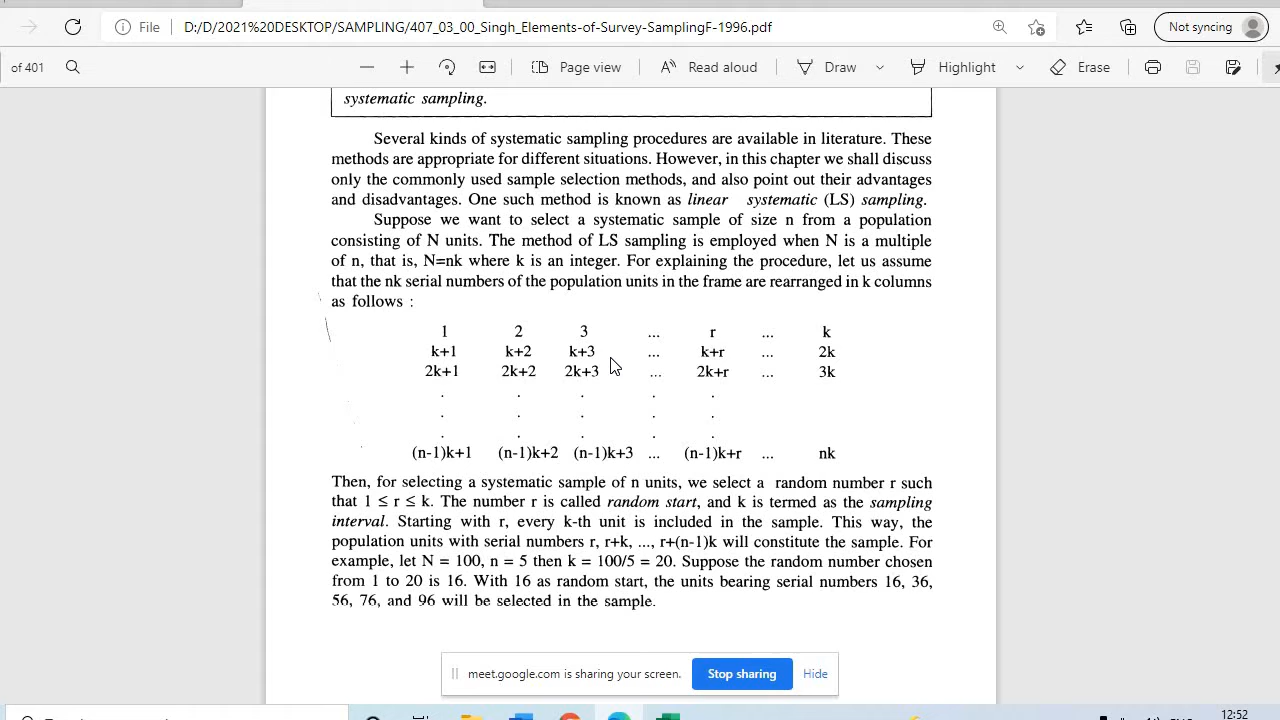 File D:/D/2021%20DESKTOP/SAMPLING/407_03_00_Singh_Elements-of-Survey-SamplingF-1996.pdf Not syncing
of 401 Page view Read aloud Draw Highlight Erase
systematic sampling.
Several kinds of systematic sampling procedures are available in literature. These
methods are appropriate for different situations. However, in this chapter we shall discuss
only the commonly used sample selection methods, and also point out their advantages
and disadvantages. One such method is known as linear systematic (LS) sampling.
Suppose we want to select a systematic sample of size n from a population
consisting of N units. The method of LS sampling is employed when N is a multiple
of n, that is, N=nk where k is an integer. For explaining the procedure, let us assume
that the nk serial numbers of the population units in the frame are rearranged in k columns
as follows :
1 2 3 ... r ... k
k+1 k+2 k+3 ... k+r ... 2k
2k+1 2k+2 2k+3 ... 2k+r ... 3k
. . . . .
. . . . .
. . . . .
(n-1)k+1 (n-1)k+2 (n-1)k+3 ... (n-1)k+r ... nk
Then, for selecting a systematic sample of n units, we select a random number r such
that 1 ≤ r ≤ k. The number r is called random start, and k is termed as the sampling
interval. Starting with r, every k-th unit is included in the sample. This way, the
population units with serial numbers r, r+k, ..., r+(n-1)k will constitute the sample. For
example, let N = 100, n = 5 then k = 100/5 = 20. Suppose the random number chosen
from 1 to 20 is 16. With 16 as random start, the units bearing serial numbers 16, 36,
56, 76, and 96 will be selected in the sample.
meet.google.com is sharing your screen. Stop sharing Hide
12:52